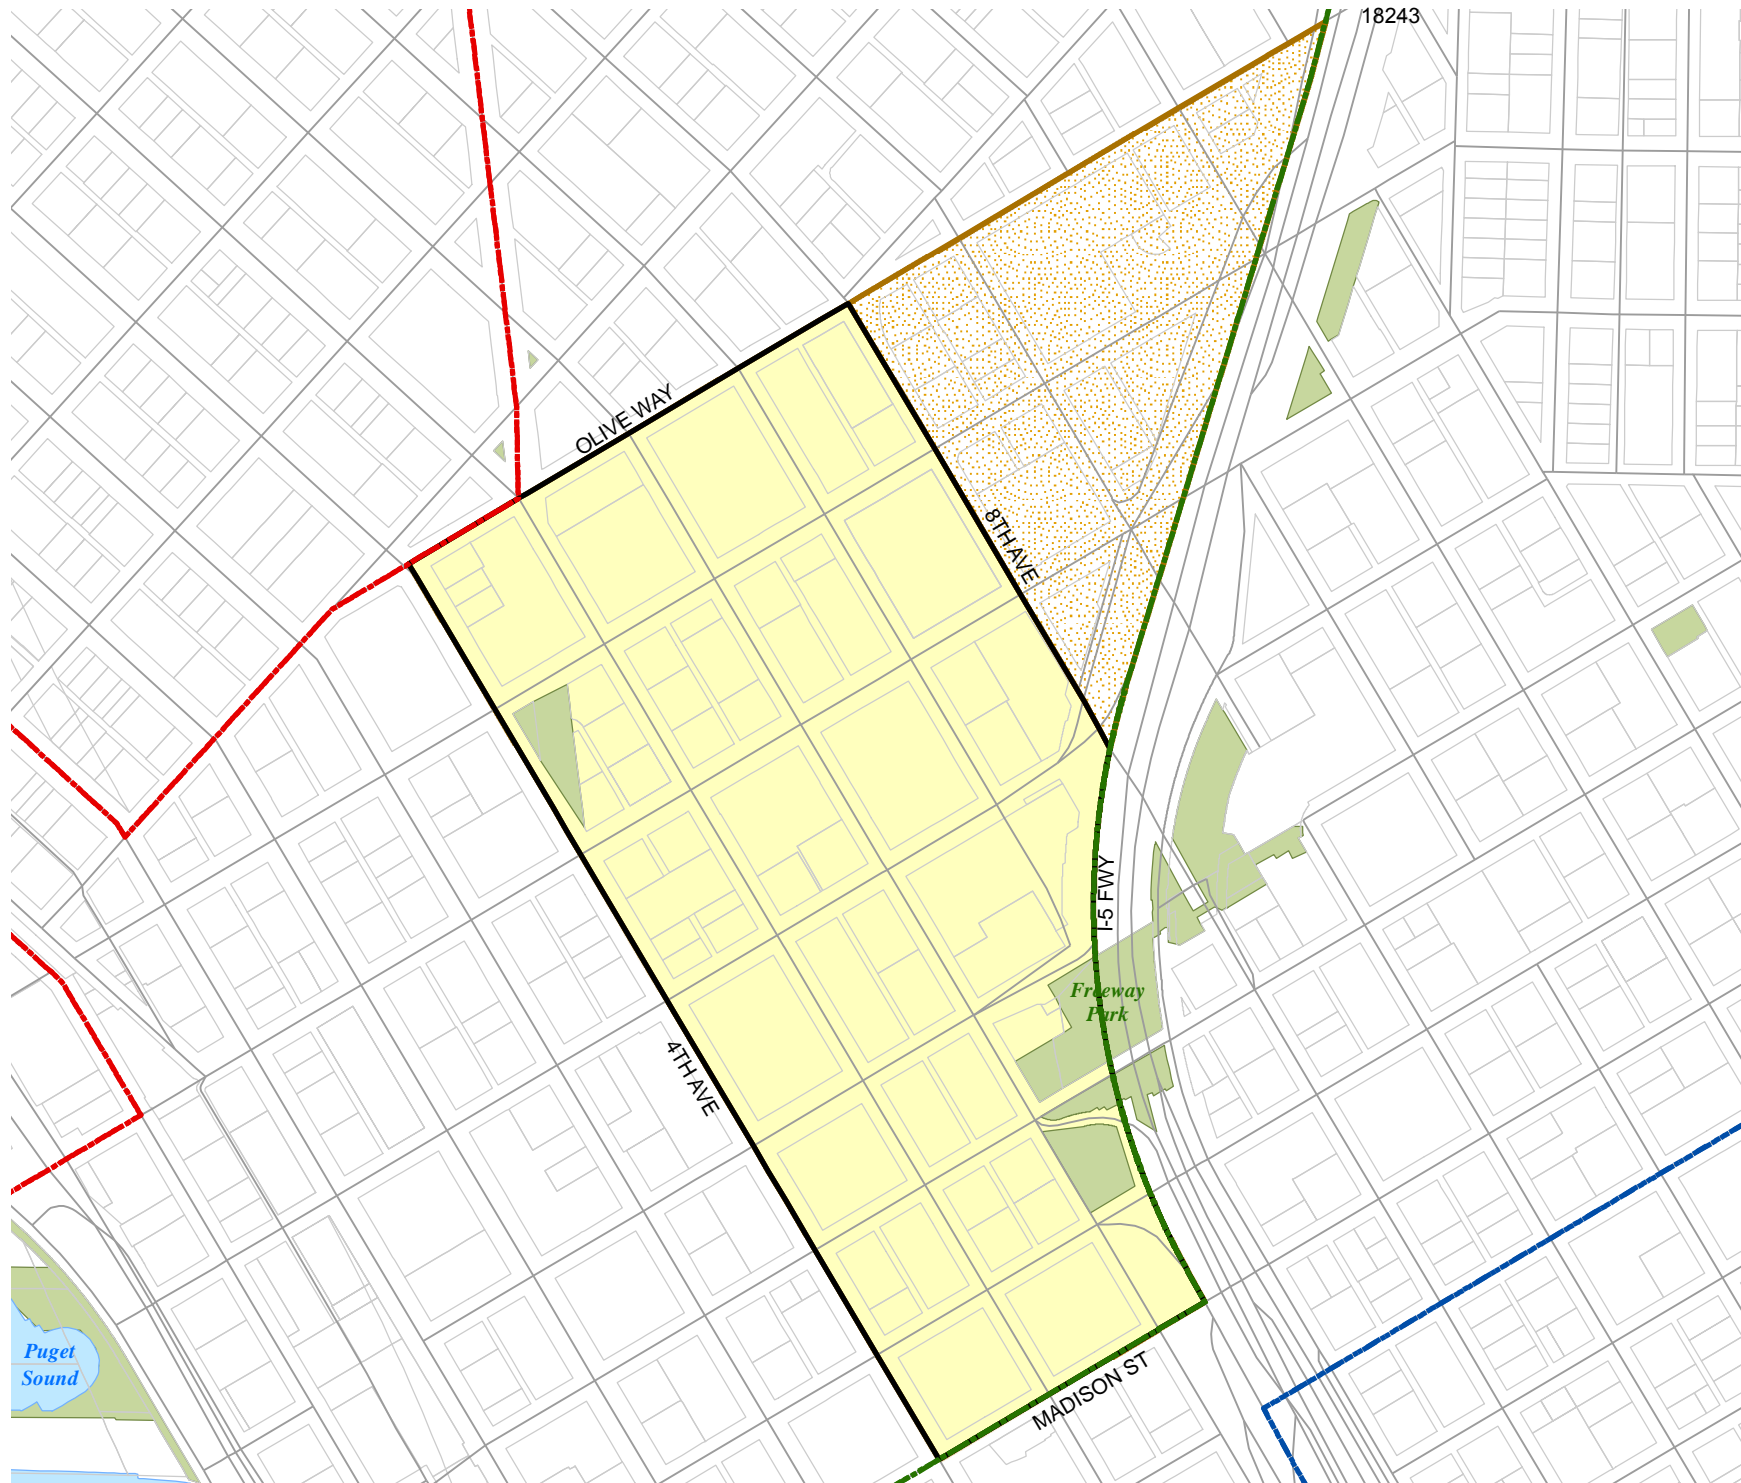 18243
OLIVE WAY
8TH AVE
I-5 FWY
Freeway
Park
4TH AVE
Puget
Sound
MADISON ST